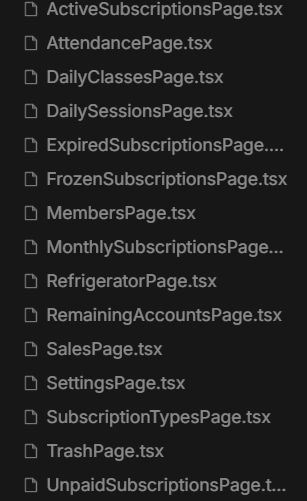 ActiveSubscriptionsPage.tsx
AttendancePage.tsx
DailyClassesPage.tsx
DailySessionsPage.tsx
ExpiredSubscriptionsPage....
FrozenSubscriptionsPage.tsx
MembersPage.tsx
MonthlySubscriptionsPage...
RefrigeratorPage.tsx
RemainingAccountsPage.tsx
SalesPage.tsx
SettingsPage.tsx
SubscriptionTypesPage.tsx
TrashPage.tsx
UnpaidSubscriptionsPage.t...